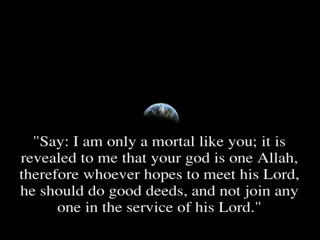 "Say: I am only a mortal like you; it is
revealed to me that your god is one Allah,
therefore whoever hopes to meet his Lord,
he should do good deeds, and not join any
one in the service of his Lord."